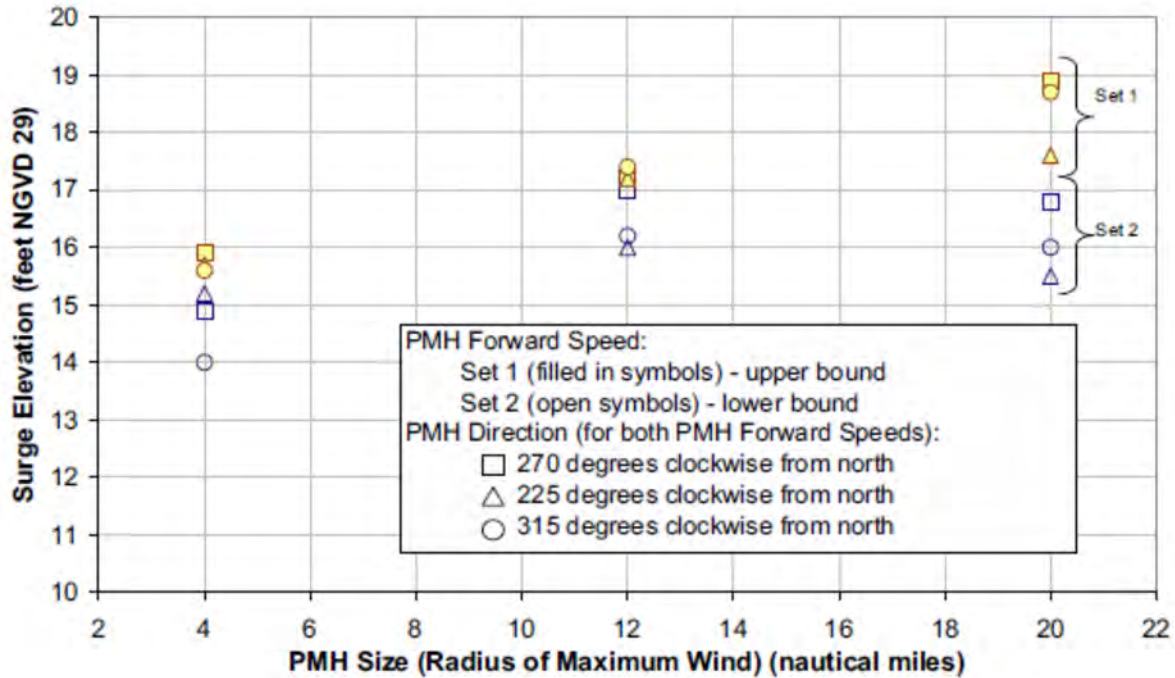 20
19
18
17
16
15
14
13
12
11
10
Surge Elevation (feet NGVD 29)
Set 1
Set 2
PMH Forward Speed:
Set 1 (filled in symbols) - upper bound
Set 2 (open symbols) - lower bound
PMH Direction (for both PMH Forward Speeds):
270 degrees clockwise from north
225 degrees clockwise from north
315 degrees clockwise from north
2 4 6 8 10 12 14 16 18 20 22
PMH Size (Radius of Maximum Wind) (nautical miles)